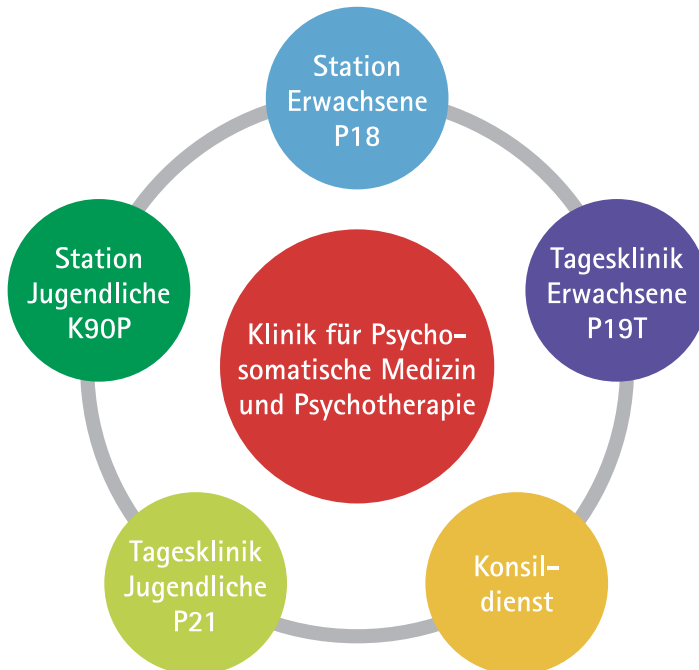 Station
Erwachsene
P18
Station
Jugendliche
K90P
Tagesklinik
Erwachsene
P19T
Klinik für Psycho-
somatische Medizin
und Psychotherapie
Tagesklinik
Jugendliche
P21
Konsil-
dienst